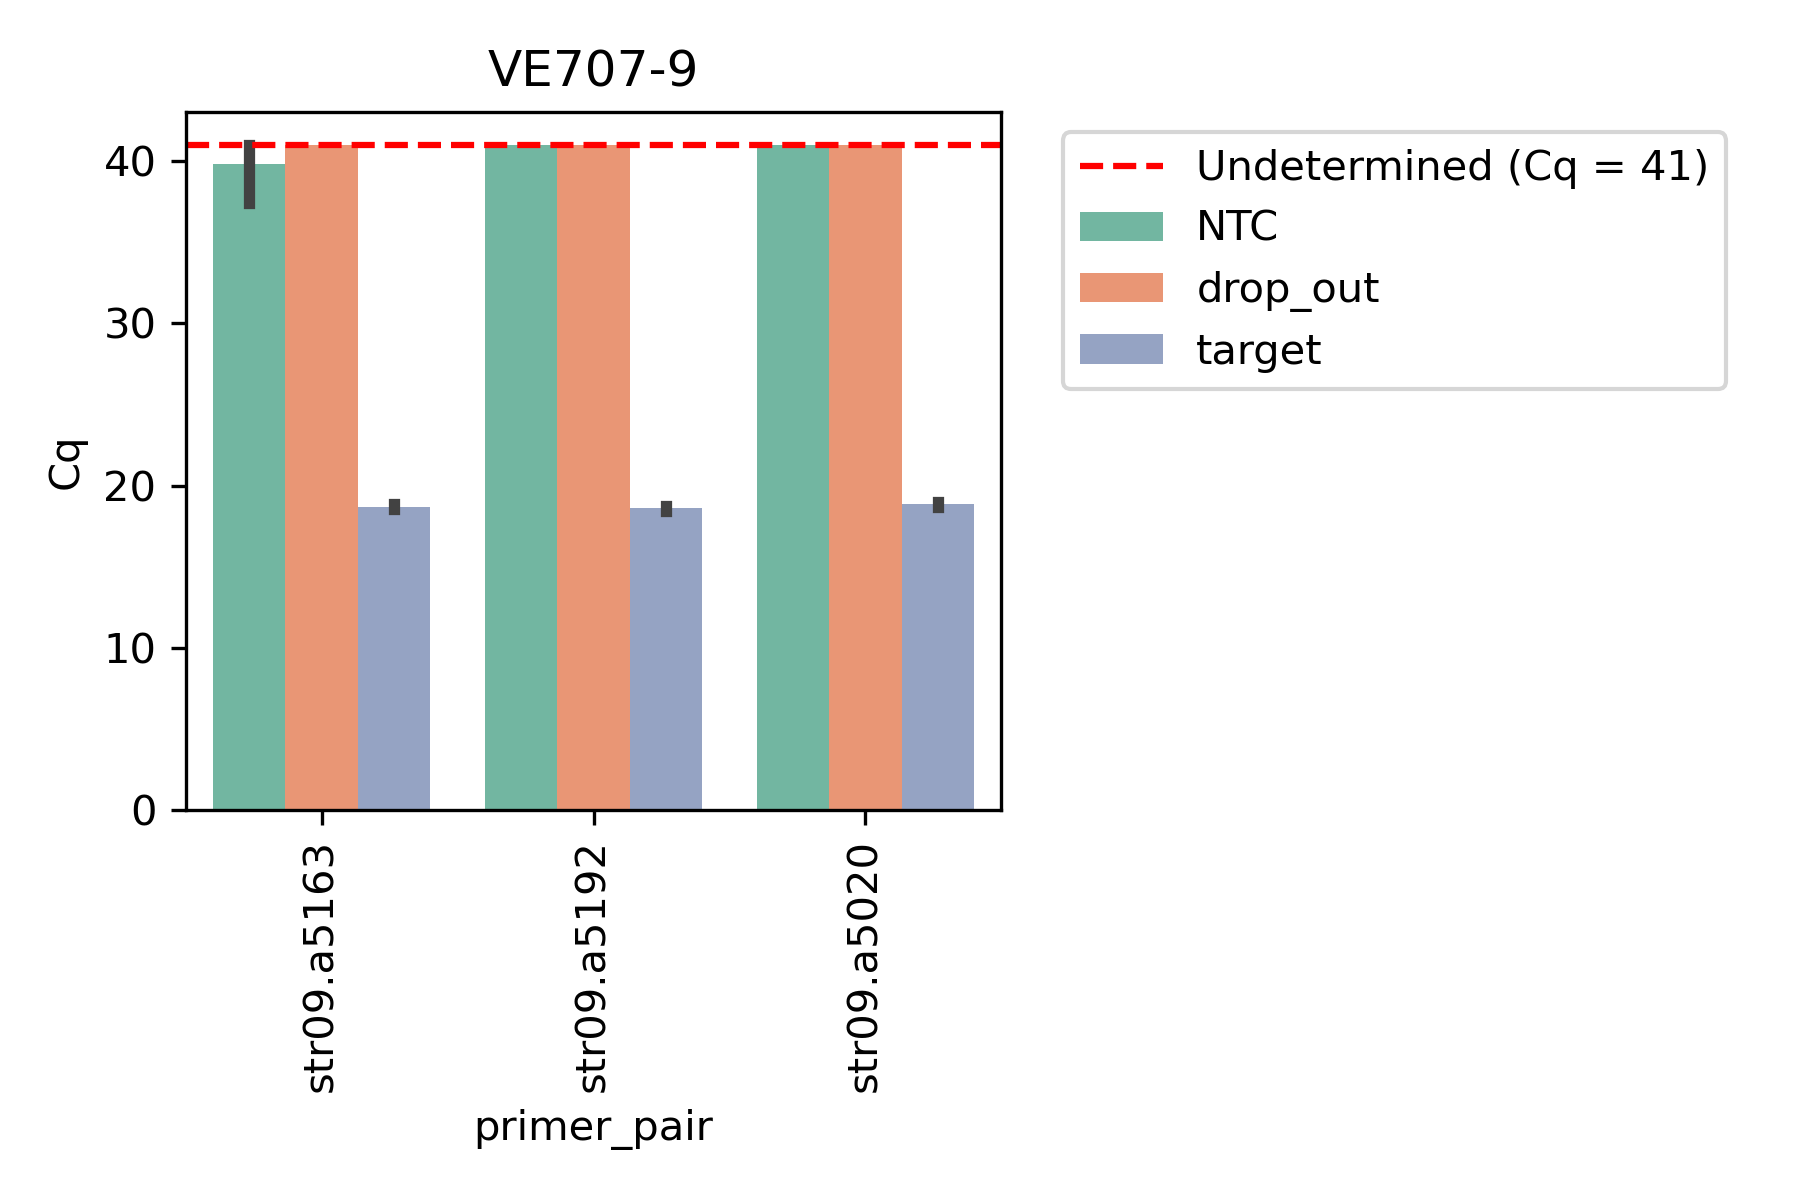 VE707-9
Undetermined (Cq = 41)
NTC
drop_out
target
Cq
40
30
20
10
0
str09.a5163
str09.a5192
str09.a5020
primer_pair